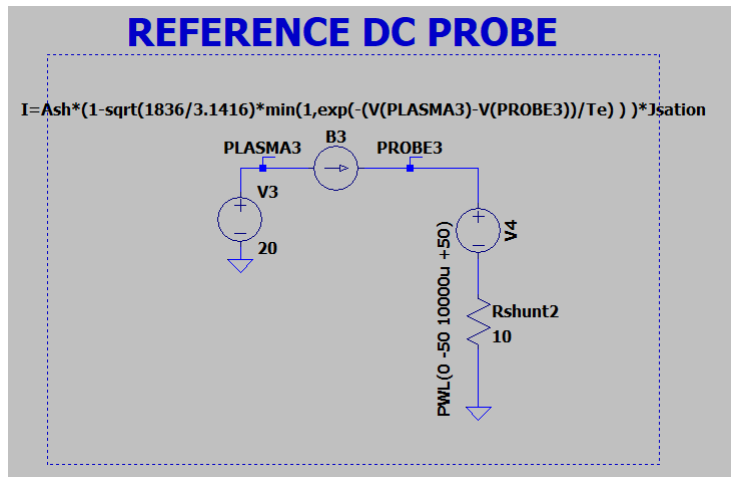 REFERENCE DC PROBE
I=Ash*(1-sqrt(1836/3.1416)*min(1,exp(-(V(PLASMA3)-V(PROBE3))/Te) ) )*Jsation
B3
PLASMA3
PROBE3
V3
20
V4
PWL(0 -50 10000u +50)
Rshunt2
10